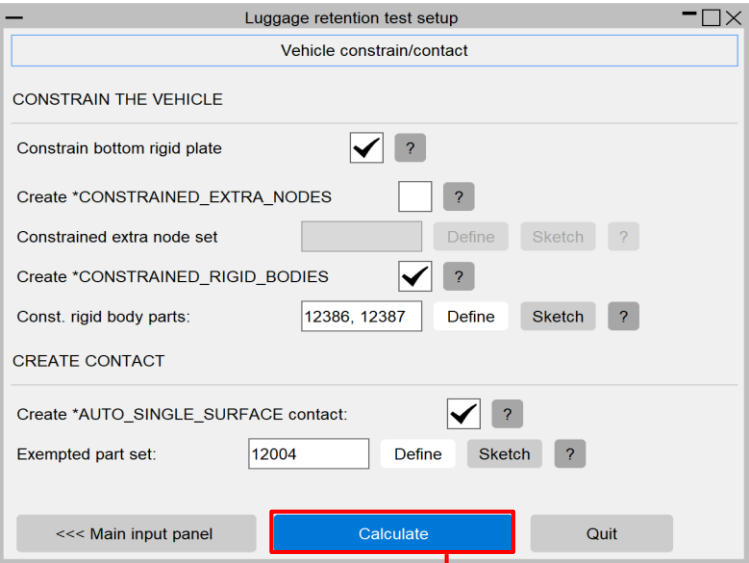 Luggage retention test setup
Vehicle constrain/contact
CONSTRAIN THE VEHICLE
Constrain bottom rigid plate ?
Create *CONSTRAINED_EXTRA_NODES ?
Constrained extra node set Define Sketch ?
Create *CONSTRAINED_RIGID_BODIES ?
Const. rigid body parts: 12386, 12387 Define Sketch ?
CREATE CONTACT
Create *AUTO_SINGLE_SURFACE contact: ?
Exempted part set: 12004 Define Sketch ?
<<< Main input panel Calculate Quit